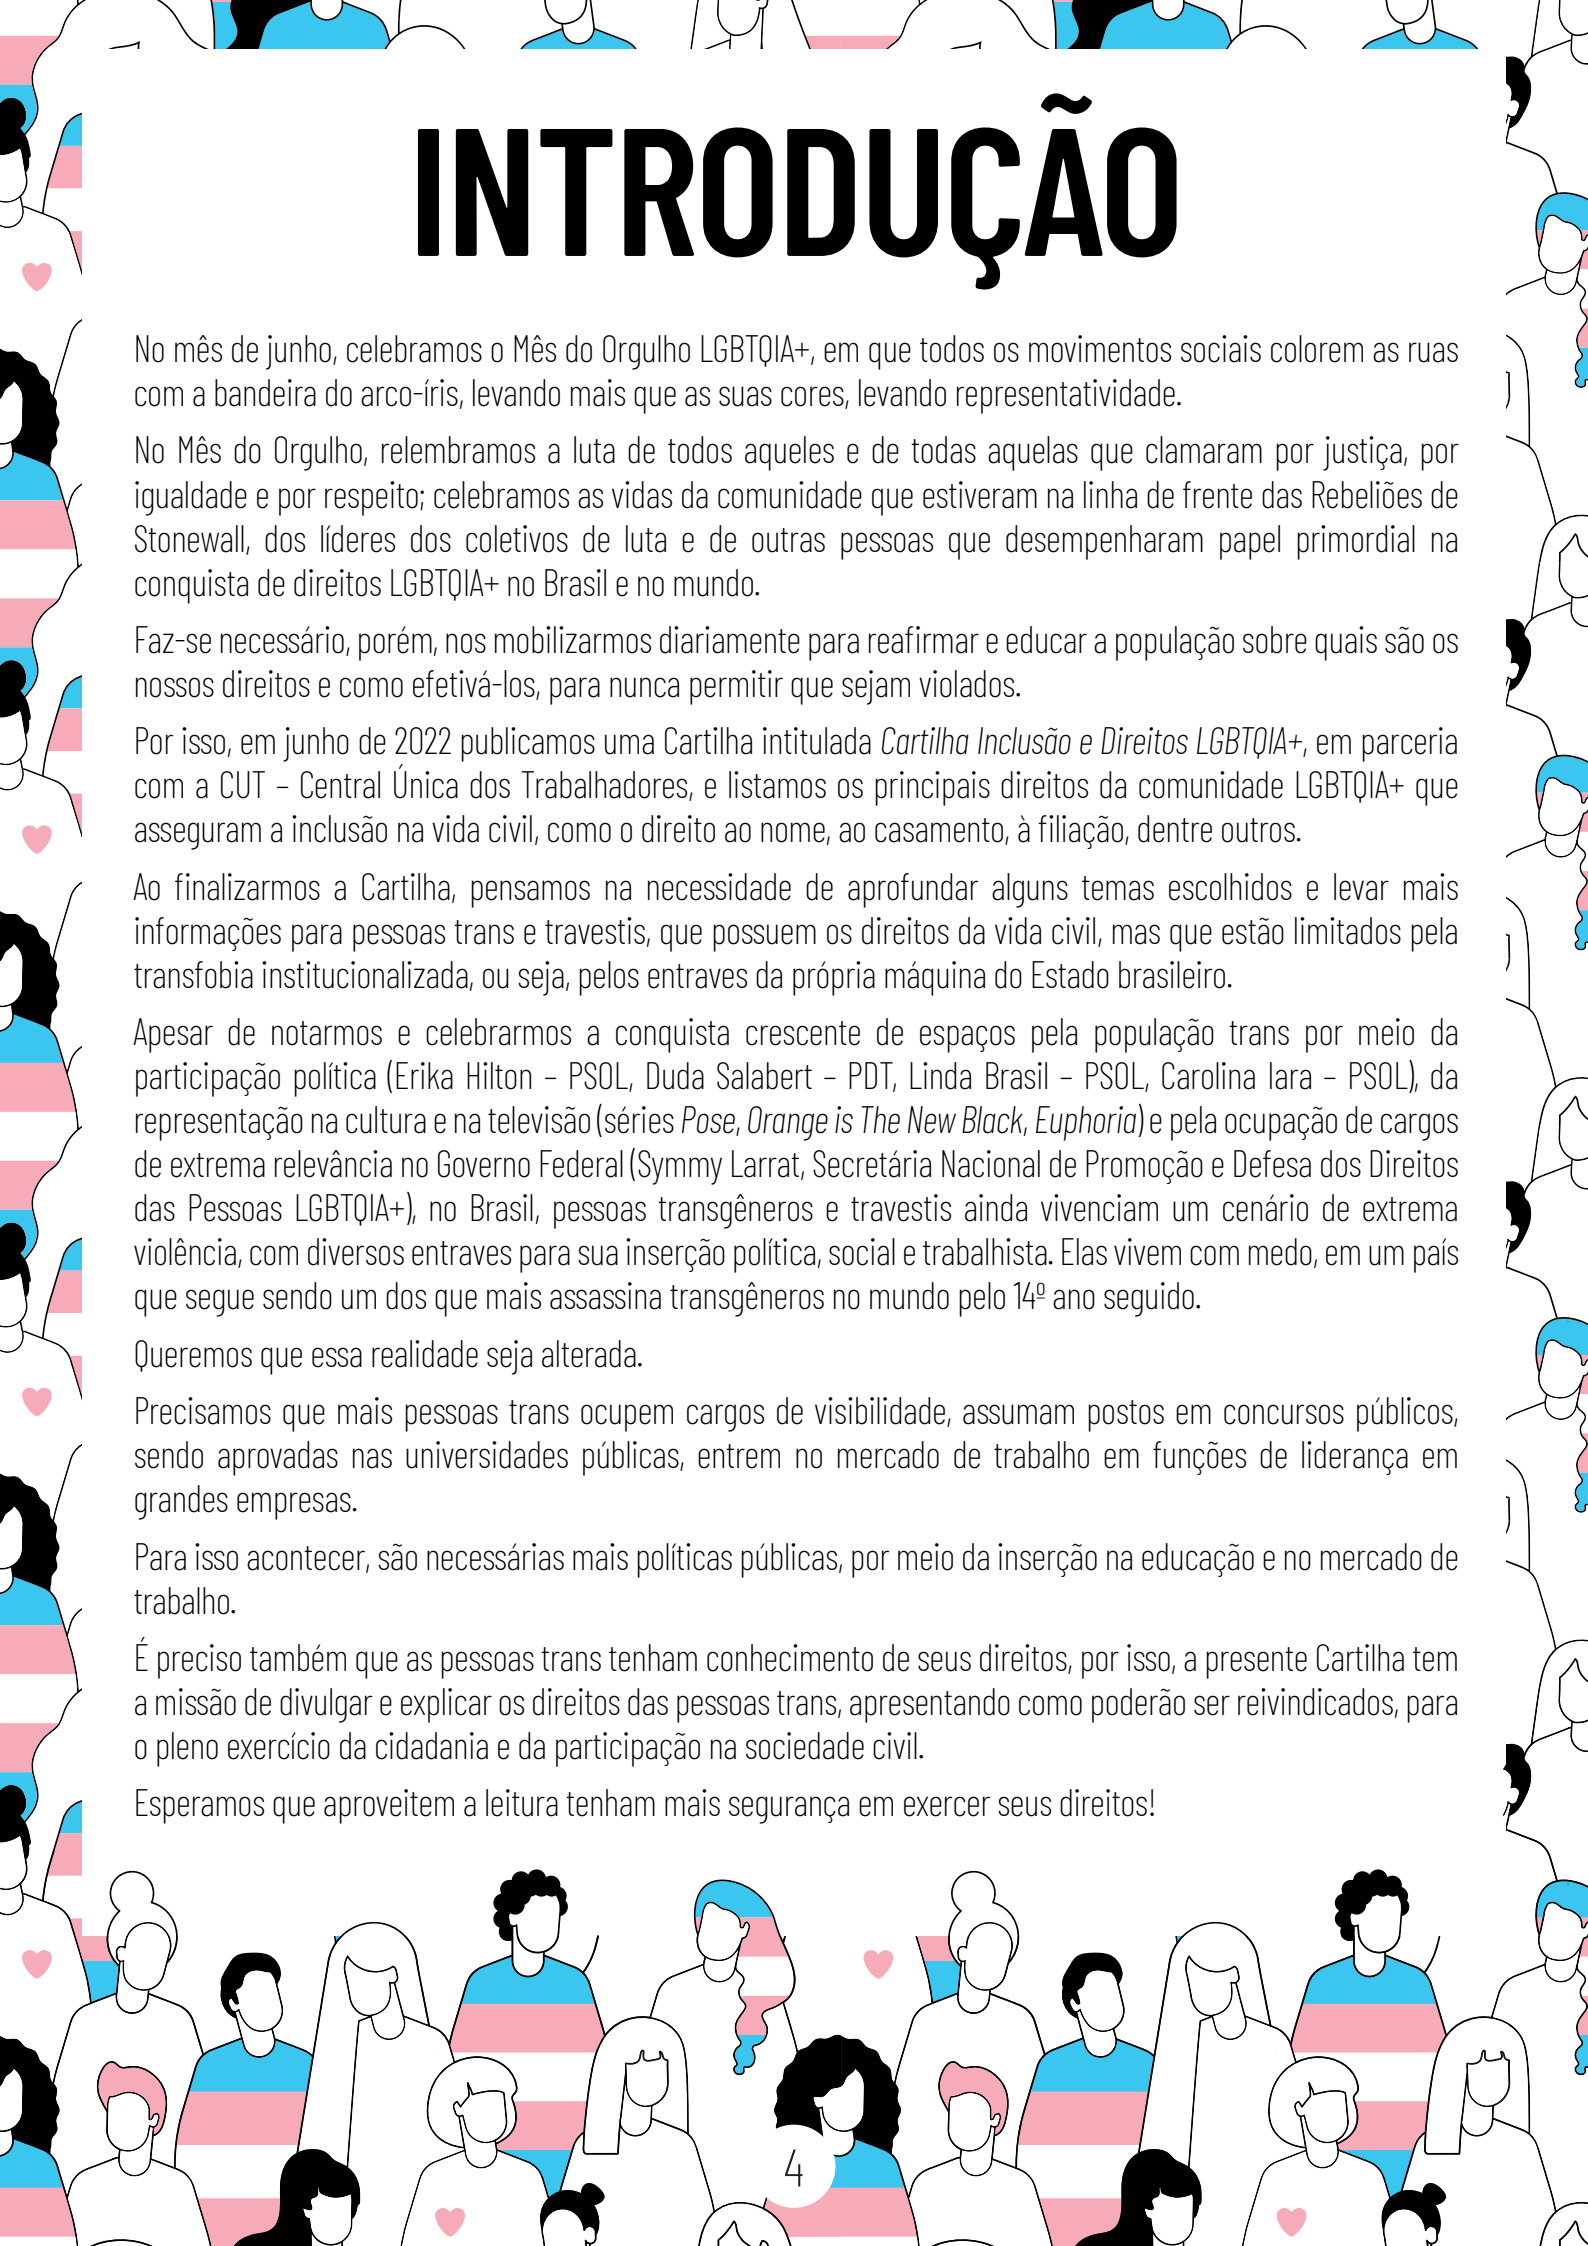 INTRODUÇÃO
No mês de junho, celebramos o Mês do Orgulho LGBTQIA+, em que todos os movimentos sociais colorem as ruas
com a bandeira do arco-íris, levando mais que as suas cores, levando representatividade.
No Mês do Orgulho, relembramos a luta de todos aqueles e de todas aquelas que clamaram por justiça, por
igualdade e por respeito; celebramos as vidas da comunidade que estiveram na linha de frente das Rebeliões de
Stonewall, dos líderes dos coletivos de luta e de outras pessoas que desempenharam papel primordial na
conquista de direitos LGBTQIA+ no Brasil e no mundo.
Faz-se necessário, porém, nos mobilizarmos diariamente para reafirmar e educar a população sobre quais são os
nossos direitos e como efetivá-los, para nunca permitir que sejam violados.
Por isso, em junho de 2022 publicamos uma Cartilha intitulada Cartilha Inclusão e Direitos LGBTQIA+, em parceria
com a CUT – Central Única dos Trabalhadores, e listamos os principais direitos da comunidade LGBTQIA+ que
asseguram a inclusão na vida civil, como o direito ao nome, ao casamento, à filiação, dentre outros.
Ao finalizarmos a Cartilha, pensamos na necessidade de aprofundar alguns temas escolhidos e levar mais
informações para pessoas trans e travestis, que possuem os direitos da vida civil, mas que estão limitados pela
transfobia institucionalizada, ou seja, pelos entraves da própria máquina do Estado brasileiro.
Apesar de notarmos e celebrarmos a conquista crescente de espaços pela população trans por meio da
participação política (Erika Hilton – PSOL, Duda Salabert – PDT, Linda Brasil – PSOL, Carolina Iara – PSOL), da
representação na cultura e na televisão (séries Pose, Orange is The New Black, Euphoria) e pela ocupação de cargos
de extrema relevância no Governo Federal (Symmy Larrat, Secretária Nacional de Promoção e Defesa dos Direitos
das Pessoas LGBTQIA+), no Brasil, pessoas transgêneros e travestis ainda vivenciam um cenário de extrema
violência, com diversos entraves para sua inserção política, social e trabalhista. Elas vivem com medo, em um país
que segue sendo um dos que mais assassina transgêneros no mundo pelo 14º ano seguido.
Queremos que essa realidade seja alterada.
Precisamos que mais pessoas trans ocupem cargos de visibilidade, assumam postos em concursos públicos,
sendo aprovadas nas universidades públicas, entrem no mercado de trabalho em funções de liderança em
grandes empresas.
Para isso acontecer, são necessárias mais políticas públicas, por meio da inserção na educação e no mercado de
trabalho.
É preciso também que as pessoas trans tenham conhecimento de seus direitos, por isso, a presente Cartilha tem
a missão de divulgar e explicar os direitos das pessoas trans, apresentando como poderão ser reivindicados, para
o pleno exercício da cidadania e da participação na sociedade civil.
Esperamos que aproveitem a leitura tenham mais segurança em exercer seus direitos!
4